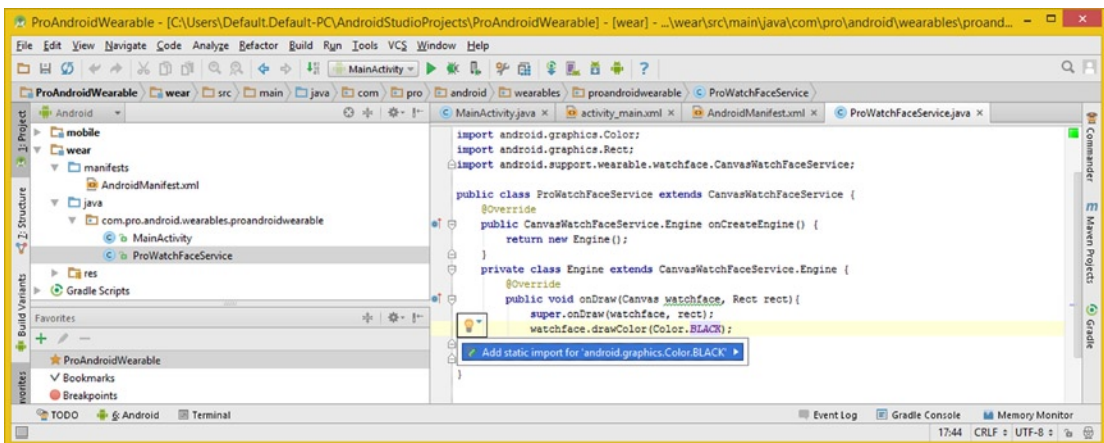 ProAndroidWearable - [C:\Users\Default.Default-PC\AndroidStudioProjects\ProAndroidWearable] - [wear] - ...\wear\src\main\java\com\pro\android\wearables\proand...
File Edit View Navigate Code Analyze Refactor Build Run Tools VCS Window Help
MainActivity
ProAndroidWearable wear src main java com pro android wearables proandroidwearable ProWatchFaceService
Android
MainActivity.java activity_main.xml AndroidManifest.xml ProWatchFaceService.java
1: Project
7: Structure
Build Variants
mobile
wear
manifests
AndroidManifest.xml
java
com.pro.android.wearables.proandroidwearable
MainActivity
ProWatchFaceService
res
Gradle Scripts
Favorites
ProAndroidWearable
Bookmarks
Breakpoints
import android.graphics.Color;
import android.graphics.Rect;
import android.support.wearable.watchface.CanvasWatchFaceService;
public class ProWatchFaceService extends CanvasWatchFaceService {
@Override
public CanvasWatchFaceService.Engine onCreateEngine() {
return new Engine();
}
private class Engine extends CanvasWatchFaceService.Engine {
@Override
public void onDraw(Canvas watchface, Rect rect){
super.onDraw(watchface, rect);
watchface.drawColor(Color.BLACK);
Add static import for 'android.graphics.Color.BLACK'
}
Commander
Maven Projects
Gradle
TODO 6: Android Terminal Event Log Gradle Console Memory Monitor
17:44 CRLF UTF-8